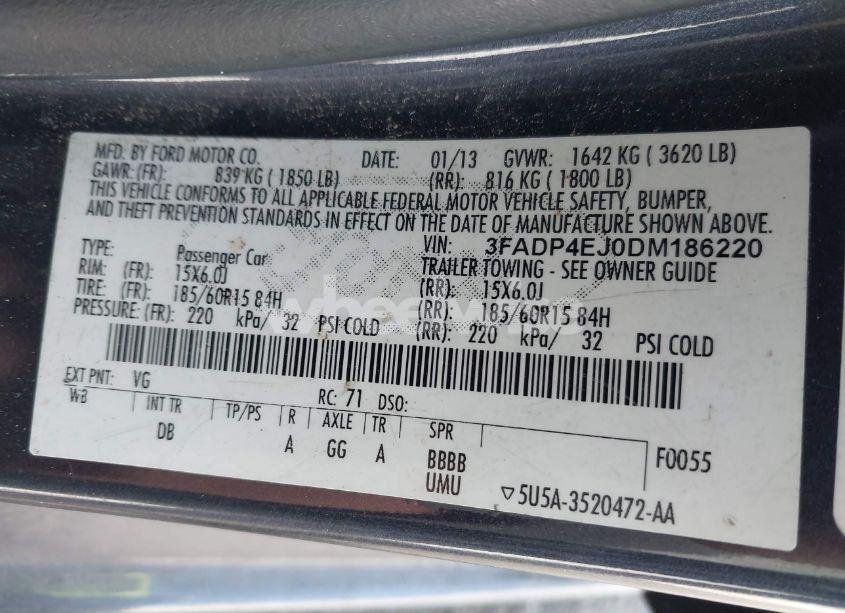 MFD. BY FORD MOTOR CO. DATE: 01/13 GVWR: 1642 KG ( 3620 LB)
GAWR: (FR): 839 KG ( 1850 LB) (RR): 816 KG ( 1800 LB)
THIS VEHICLE CONFORMS TO ALL APPLICABLE FEDERAL MOTOR VEHICLE SAFETY, BUMPER,
AND THEFT PREVENTION STANDARDS IN EFFECT ON THE DATE OF MANUFACTURE SHOWN ABOVE.
VIN: 3FADP4EJ0DM186220
TYPE: Passenger Car TRAILER TOWING - SEE OWNER GUIDE
RIM: (FR): 15X6.0J (RR): 15X6.0J
TIRE: (FR): 185/60R15 84H (RR): 185/60R15 84H
PRESSURE: (FR): 220 kPa/ 32 PSI COLD (RR): 220 kPa/ 32 PSI COLD
EXT PNT: VG RC: 71 DSO:
WB INT TR TP/PS R AXLE TR SPR
DB A GG A BBBB F0055
UMU ▽5U5A-3520472-AA